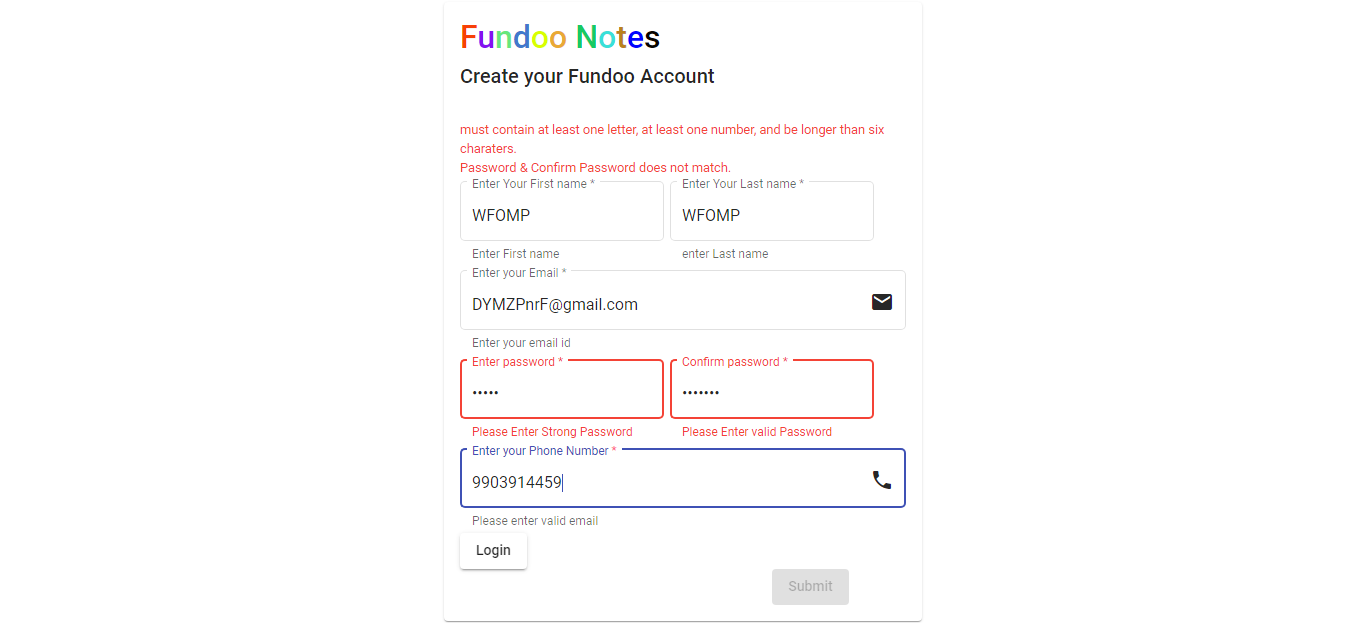 Fundoo Notes
Create your Fundoo Account
must contain at least one letter, at least one number, and be longer than six
charaters.
Password & Confirm Password does not match.
Enter Your First name * Enter Your Last name *
WFOMP WFOMP
Enter First name enter Last name
Enter your Email *
DYMZPnrF@gmail.com
Enter your email id
Enter password * Confirm password *
••••• •••••••
Please Enter Strong Password Please Enter valid Password
Enter your Phone Number *
9903914459
Please enter valid email
Login
Submit